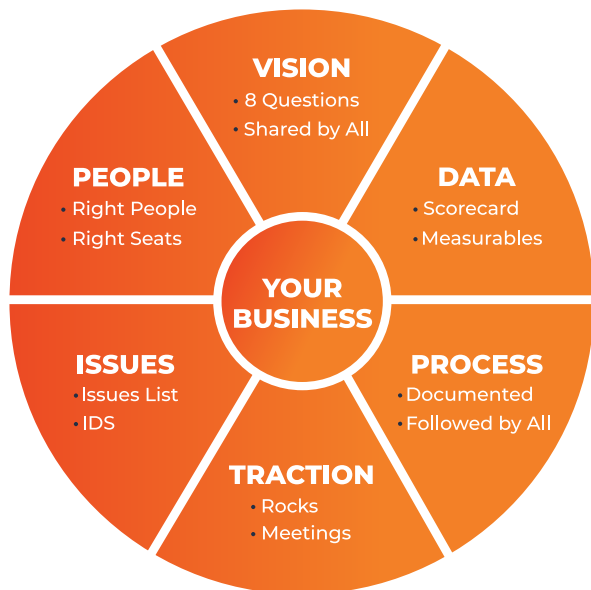 VISION
• 8 Questions
• Shared by All
PEOPLE
• Right People
• Right Seats
DATA
• Scorecard
• Measurables
YOUR
BUSINESS
ISSUES
• Issues List
• IDS
PROCESS
• Documented
• Followed by All
TRACTION
• Rocks
• Meetings